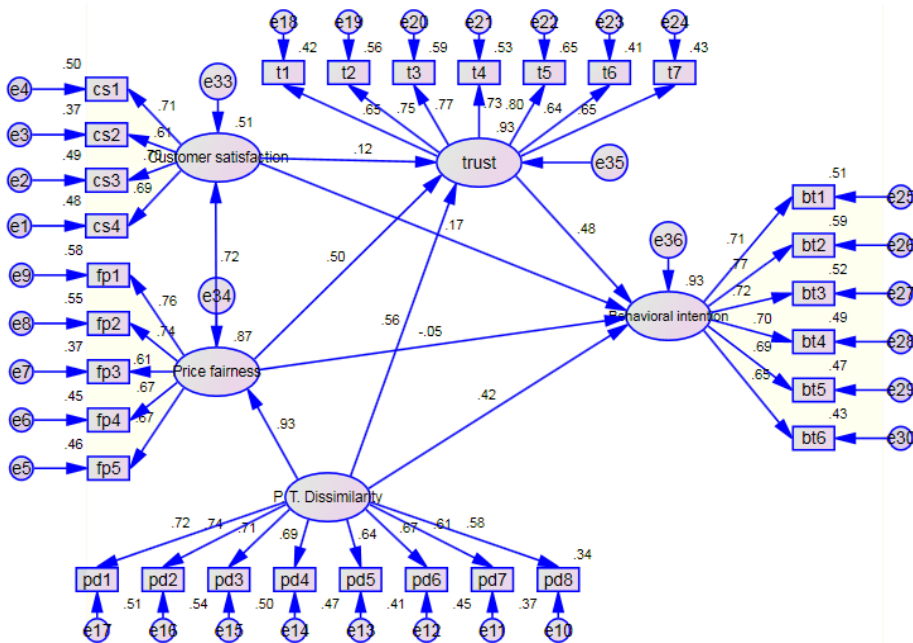 e18 e19 e20 e21 e22 e23 e24
.42 .56 .59 .53 .65 .41 .43
t1 t2 t3 t4 t5 t6 t7
.65 .75 .77 .73 .80 .64 .65
.50
e4 cs1
.71
e33
.51
.37
e3 cs2
.61
Customer satisfaction
.12
.93
trust
e35
.49
e2 cs3
.70
.69
.48
e1 cs4
.17
.48
.51
bt1 e25
.71
e36
.93
.59
bt2 e26
.77
.58
e9 fp1
.76
.72
e34
.50
.52
bt3 e27
.72
Behavioral intention
.55
e8 fp2
.74
.87
.56
-.05
.70
.49
bt4 e28
.37
e7 fp3
.61
Price fairness
.69
.47
bt5 e29
.45
e6 fp4
.67
.42
.65
.43
bt6 e30
.46
e5 fp5
.67
.93
P. T. Dissimilarity
.72 .74 .71 .69 .64 .67 .61 .58
.34
pd1 pd2 pd3 pd4 pd5 pd6 pd7 pd8
.51 .54 .50 .47 .41 .45 .37
e17 e16 e15 e14 e13 e12 e11 e10